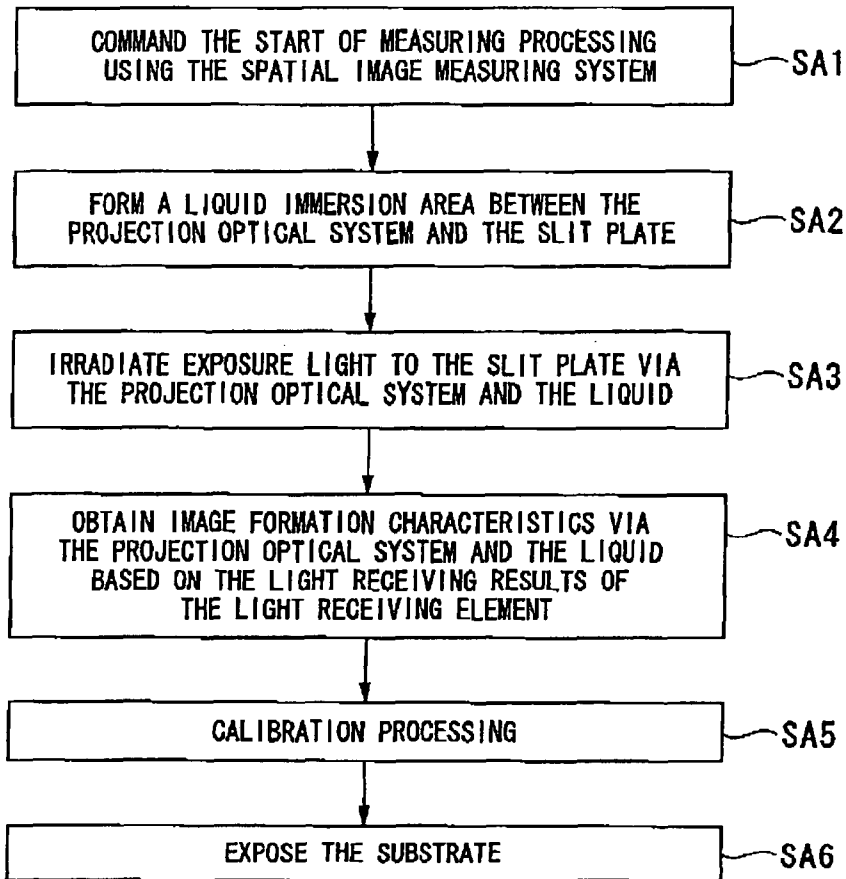 COMMAND THE START OF MEASURING PROCESSING
USING THE SPATIAL IMAGE MEASURING SYSTEM
SA1
FORM A LIQUID IMMERSION AREA BETWEEN THE
PROJECTION OPTICAL SYSTEM AND THE SLIT PLATE
SA2
IRRADIATE EXPOSURE LIGHT TO THE SLIT PLATE VIA
THE PROJECTION OPTICAL SYSTEM AND THE LIQUID
SA3
OBTAIN IMAGE FORMATION CHARACTERISTICS VIA
THE PROJECTION OPTICAL SYSTEM AND THE LIQUID
BASED ON THE LIGHT RECEIVING RESULTS OF
THE LIGHT RECEIVING ELEMENT
SA4
CALIBRATION PROCESSING
SA5
EXPOSE THE SUBSTRATE
SA6